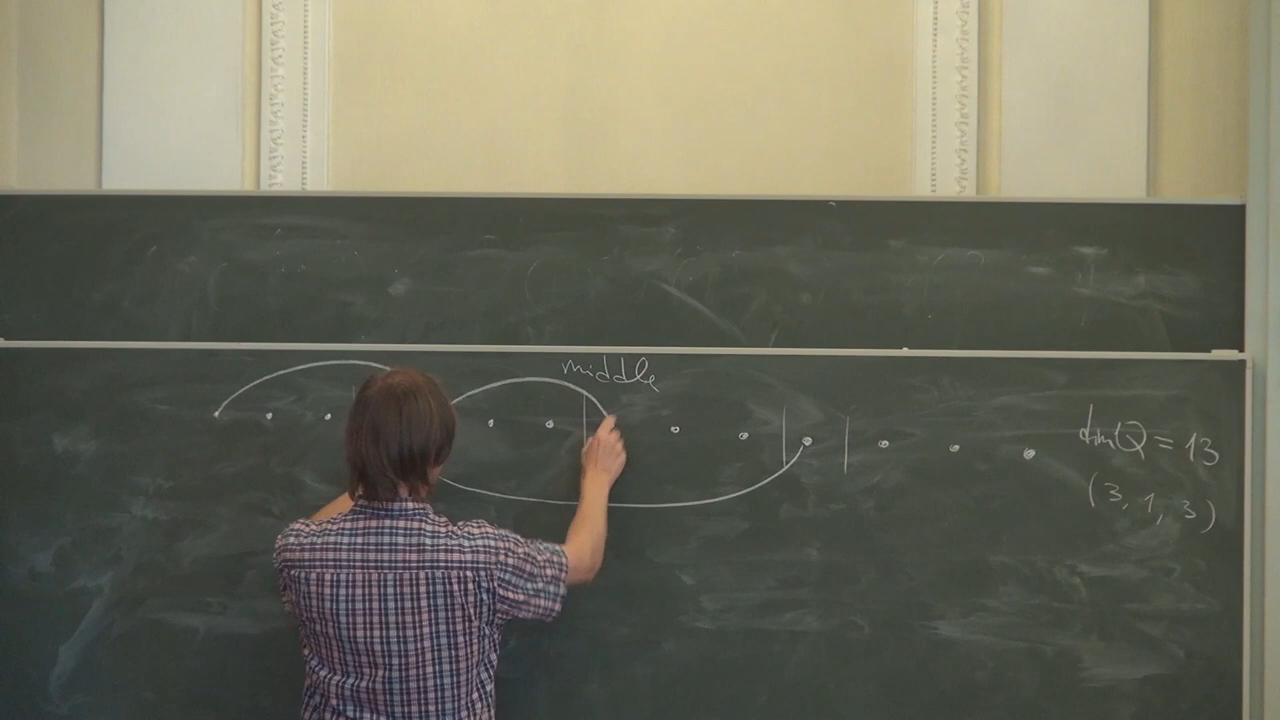 middle
dim Q = 13
(3, 1, 3)